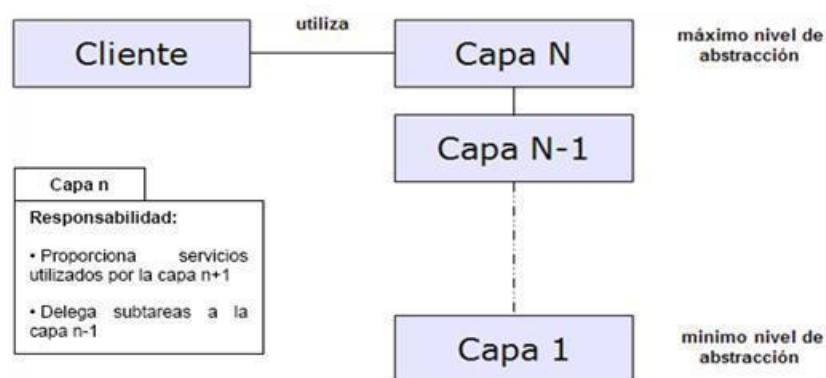 utiliza
Cliente
Capa N
máximo nivel de
abstracción
Capa N-1
Capa n
Responsabilidad:
• Proporciona servicios
utilizados por la capa n+1
• Delega subtareas a la
capa n-1
Capa 1
minimo nivel de
abstracción